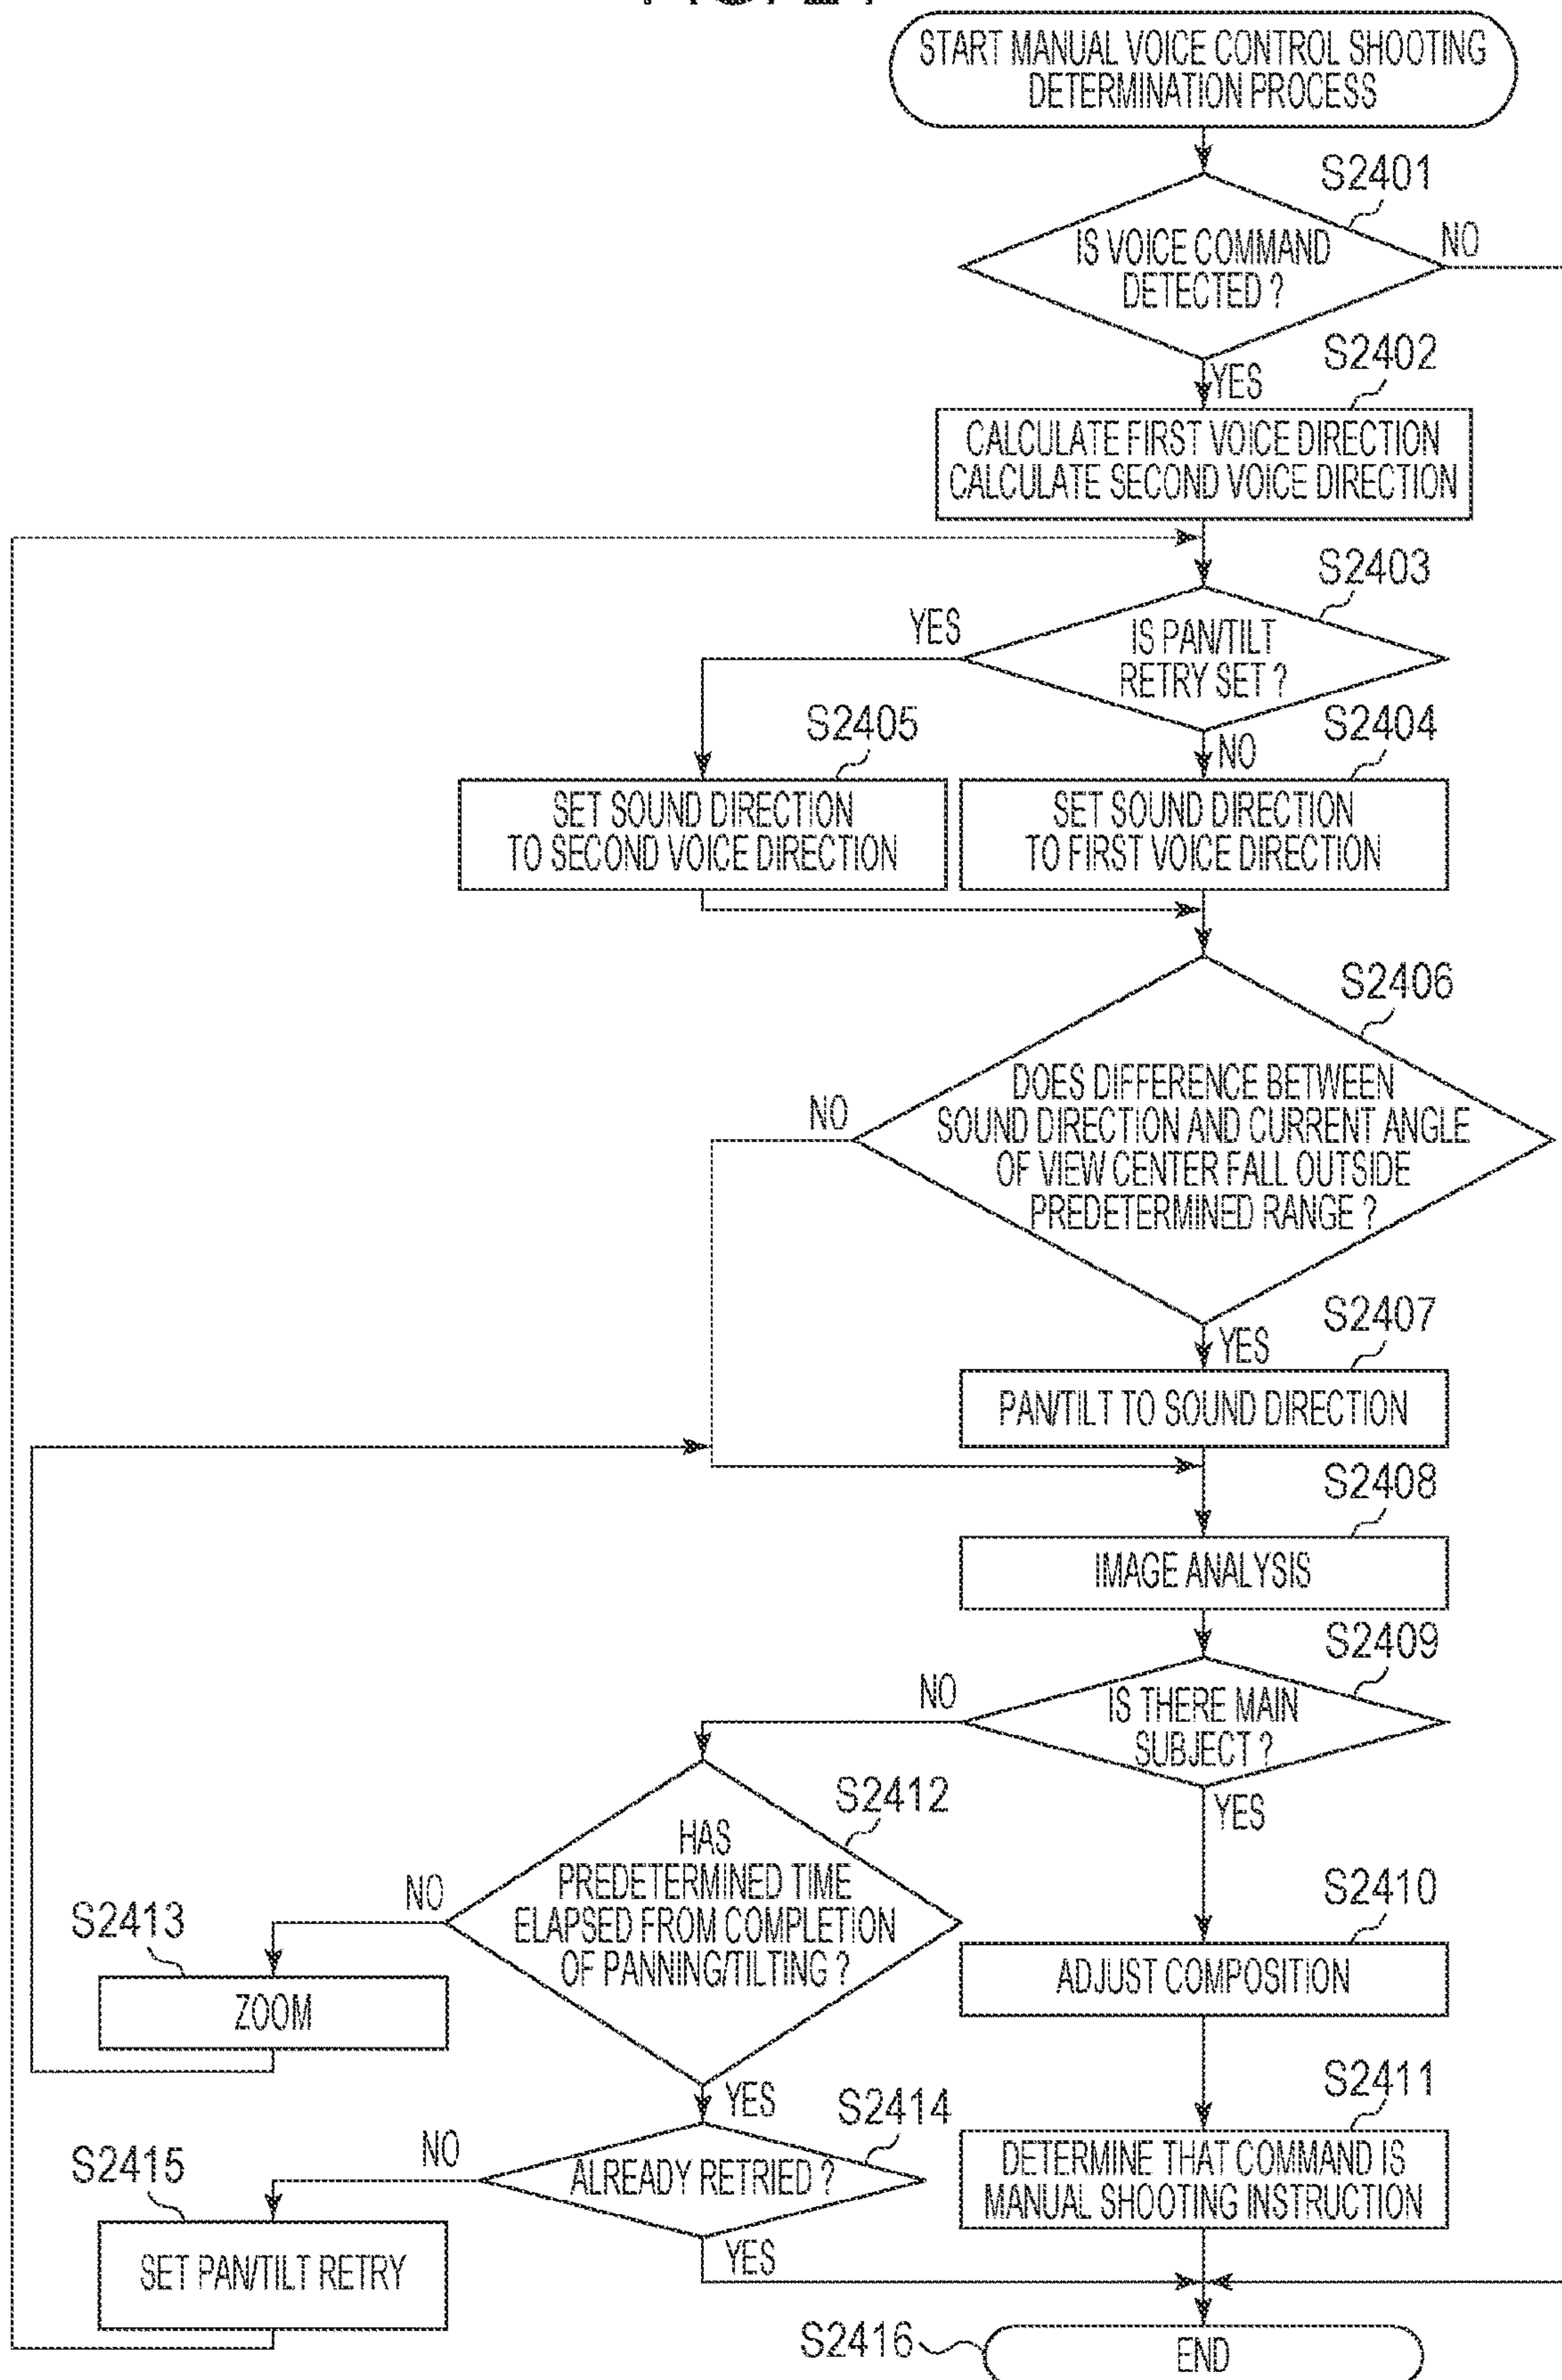 START MANUAL VOICE CONTROL SHOOTING
DETERMINATION PROCESS
S2401
IS VOICE COMMAND
DETECTED ?
NO
YES
S2402
CALCULATE FIRST VOICE DIRECTION
CALCULATE SECOND VOICE DIRECTION
S2403
IS PAN/TILT
RETRY SET ?
YES
NO
S2405
SET SOUND DIRECTION
TO SECOND VOICE DIRECTION
S2404
SET SOUND DIRECTION
TO FIRST VOICE DIRECTION
S2406
DOES DIFFERENCE BETWEEN
SOUND DIRECTION AND CURRENT ANGLE
OF VIEW CENTER FALL OUTSIDE
PREDETERMINED RANGE ?
NO
YES
S2407
PAN/TILT TO SOUND DIRECTION
S2408
IMAGE ANALYSIS
S2409
IS THERE MAIN
SUBJECT ?
NO
YES
S2412
HAS
PREDETERMINED TIME
ELAPSED FROM COMPLETION
OF PANNING/TILTING ?
NO
YES
S2413
ZOOM
S2410
ADJUST COMPOSITION
S2411
DETERMINE THAT COMMAND IS
MANUAL SHOOTING INSTRUCTION
S2414
ALREADY RETRIED ?
NO
YES
S2415
SET PAN/TILT RETRY
S2416
END